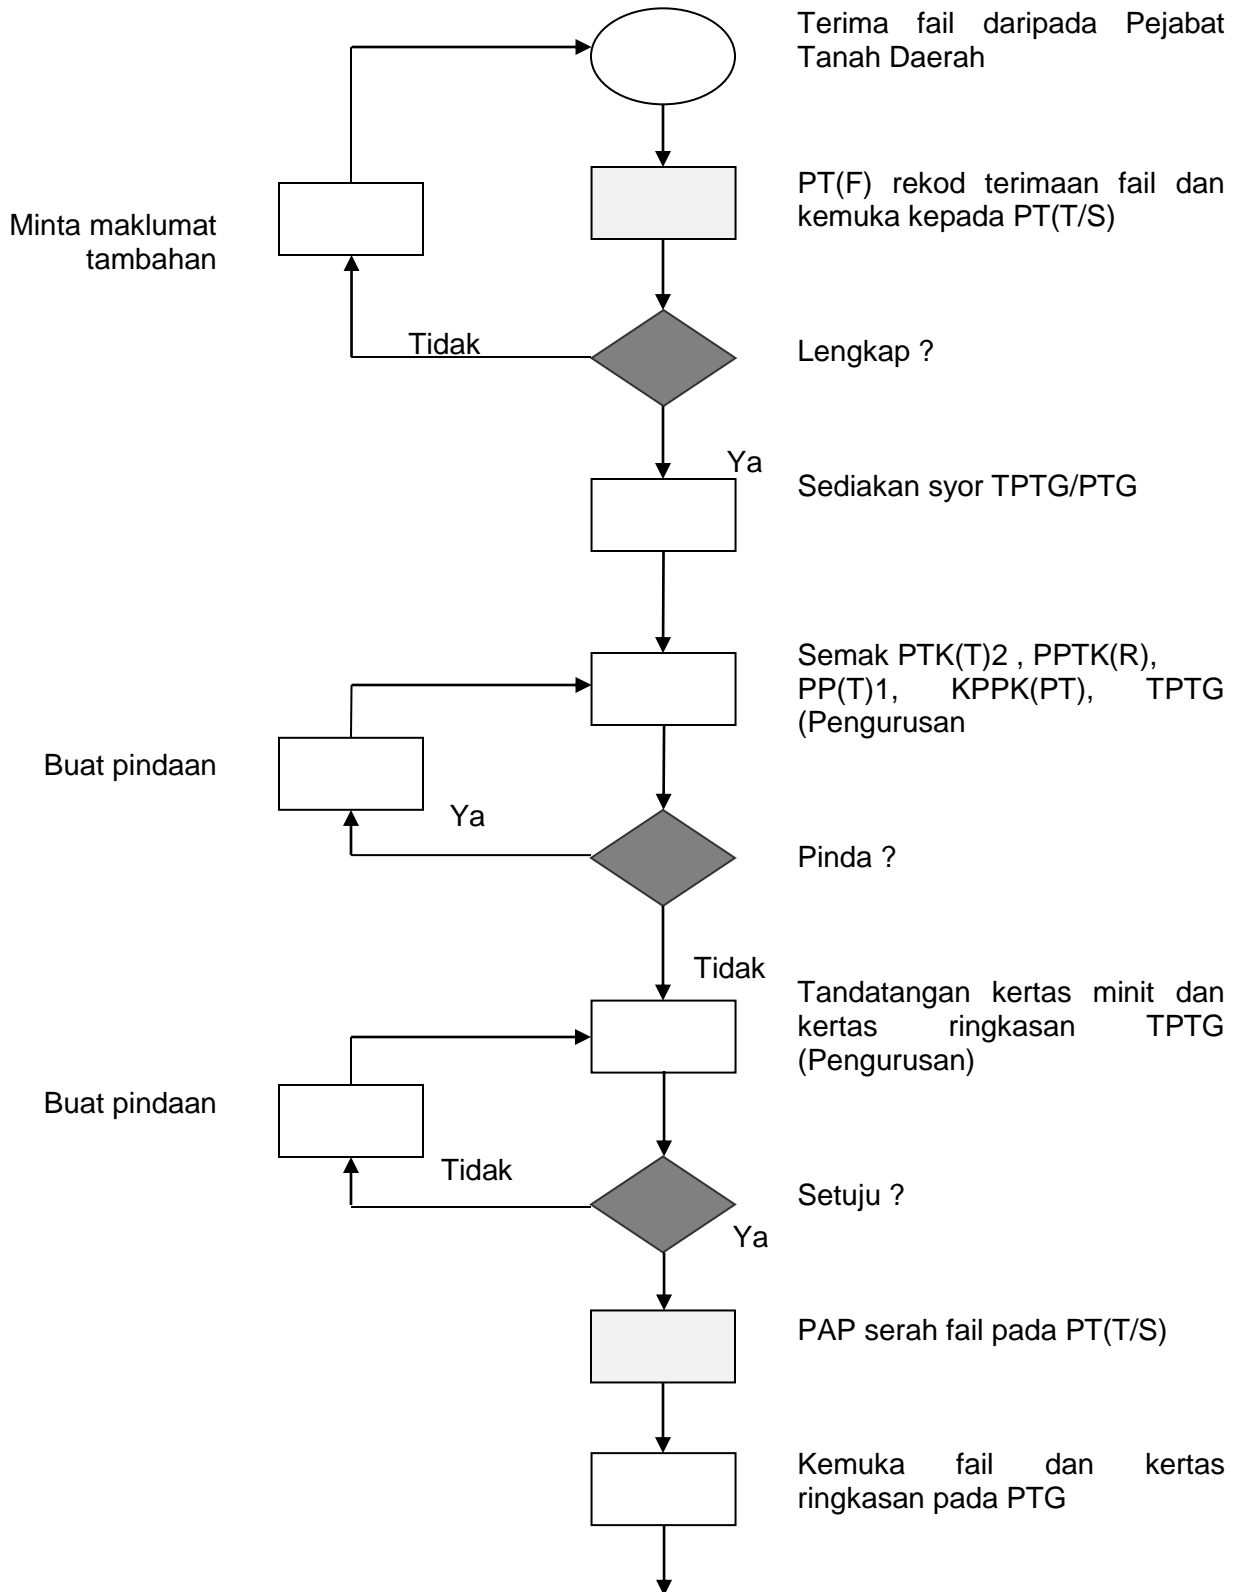 Terima fail daripada Pejabat
Tanah Daerah
PT(F) rekod terimaan fail dan
kemuka kepada PT(T/S)
Minta maklumat
tambahan
Tidak
Lengkap ?
Ya
Sediakan syor TPTG/PTG
Semak PTK(T)2 , PPTK(R),
PP(T)1, KPPK(PT), TPTG
(Pengurusan
Buat pindaan
Ya
Pinda ?
Tidak
Tandatangan kertas minit dan
kertas ringkasan TPTG
(Pengurusan)
Buat pindaan
Tidak
Setuju ?
Ya
PAP serah fail pada PT(T/S)
Kemuka fail dan kertas
ringkasan pada PTG